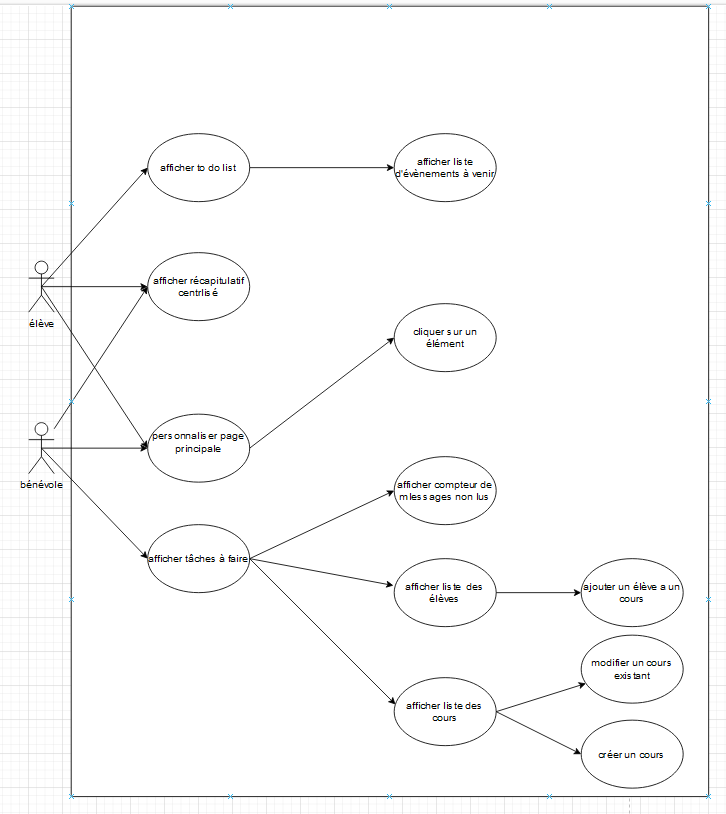 afficher to do list
afficher liste
d'évènements à venir
élève
afficher récapitulatif
centrlisé
cliquer sur un
élément
bénévole
personnaliser page
principale
afficher compteur de
mlessages non lus
afficher tâches à faire
afficher liste des
élèves
ajouter un élève a un
cours
modifier un cours
existant
afficher liste des
cours
créer un cours